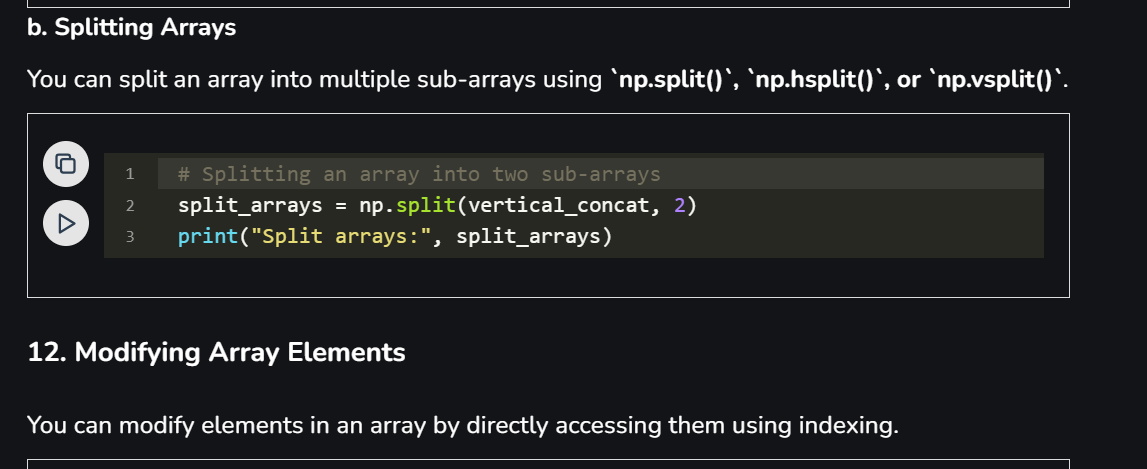 b. Splitting Arrays
You can split an array into multiple sub-arrays using `np.split()`, `np.hsplit()`, or `np.vsplit()`.
1 # Splitting an array into two sub-arrays
2 split_arrays = np.split(vertical_concat, 2)
3 print("Split arrays:", split_arrays)
12. Modifying Array Elements
You can modify elements in an array by directly accessing them using indexing.